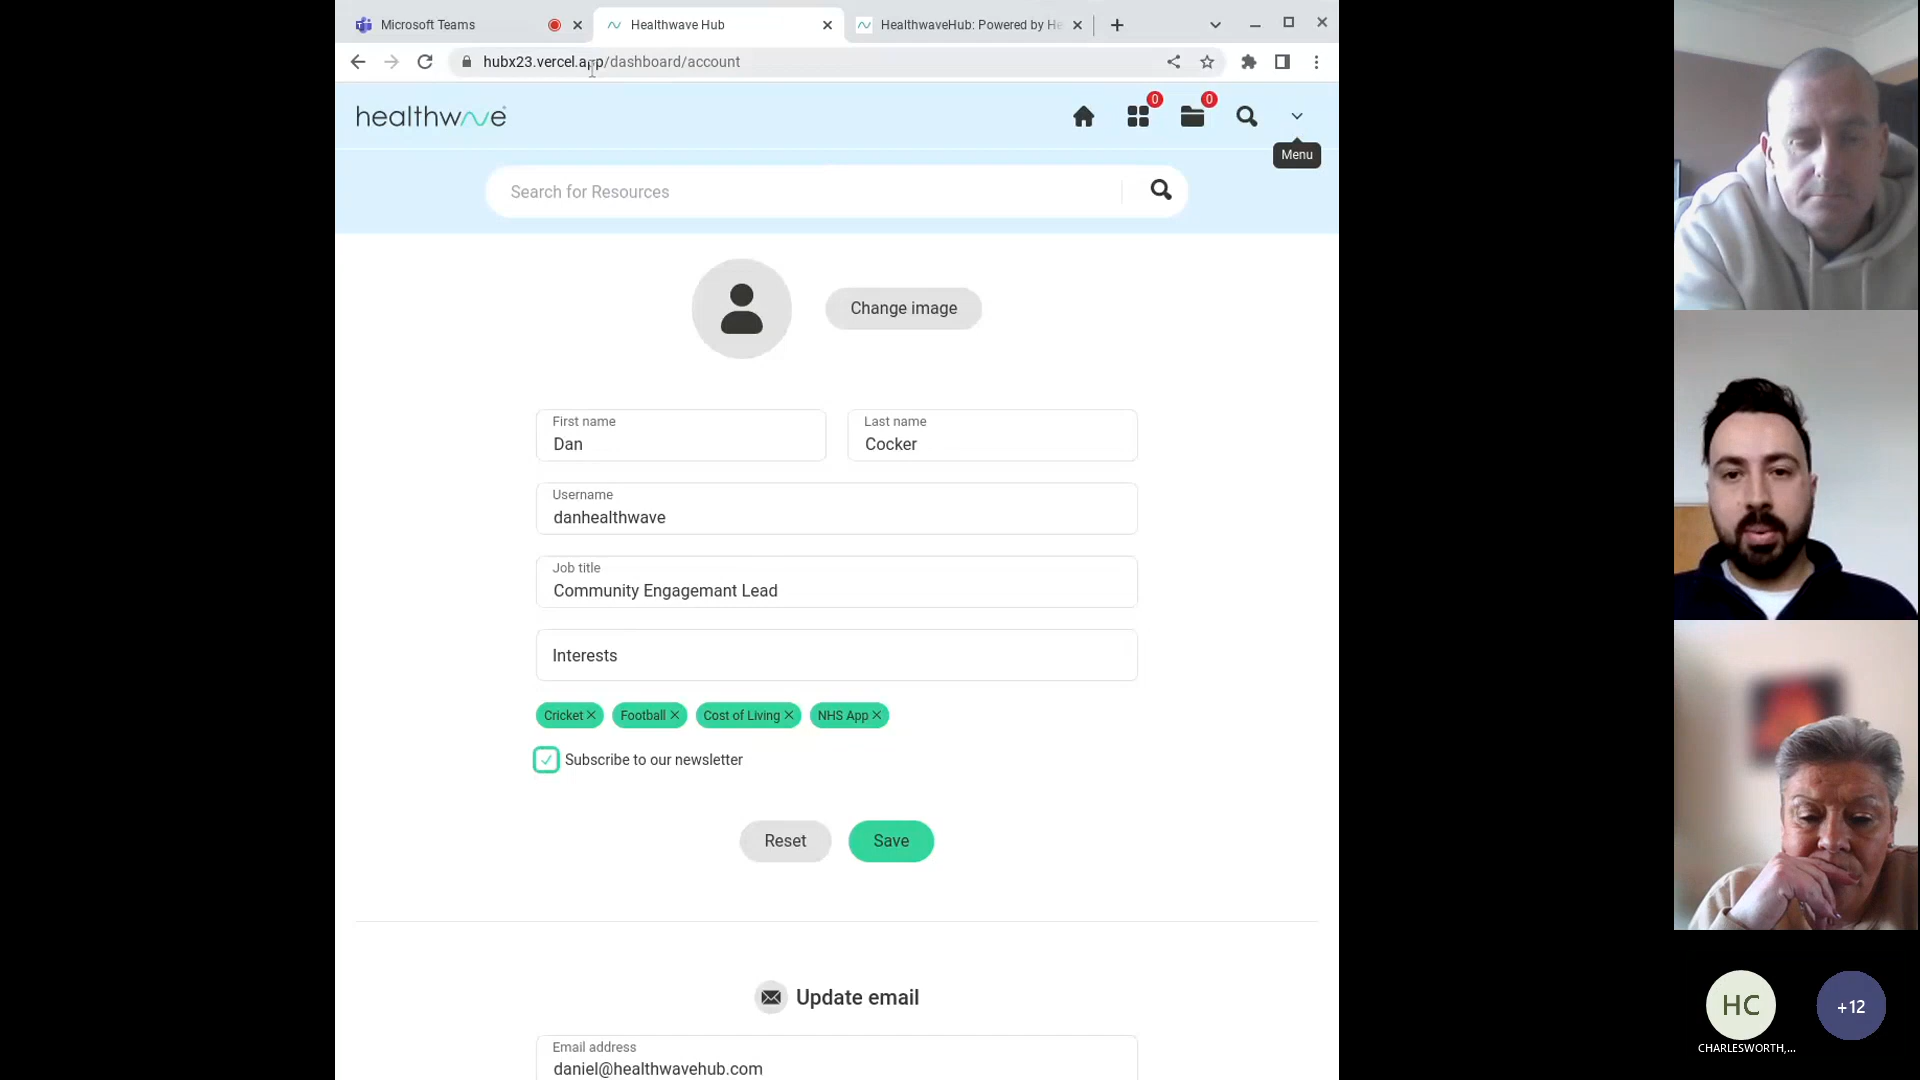 Microsoft Teams
Healthwave Hub
HealthwaveHub: Powered by He
hubx23.vercel.app/dashboard/account
healthwave
0
0
Menu
Search for Resources
Change image
First name
Dan
Last name
Cocker
Username
danhealthwave
Job title
Community Engagemant Lead
Interests
Cricket
Football
Cost of Living
NHS App
Subscribe to our newsletter
Reset
Save
Update email
Email address
daniel@healthwavehub.com
HC
+12
CHARLESWORTH,...